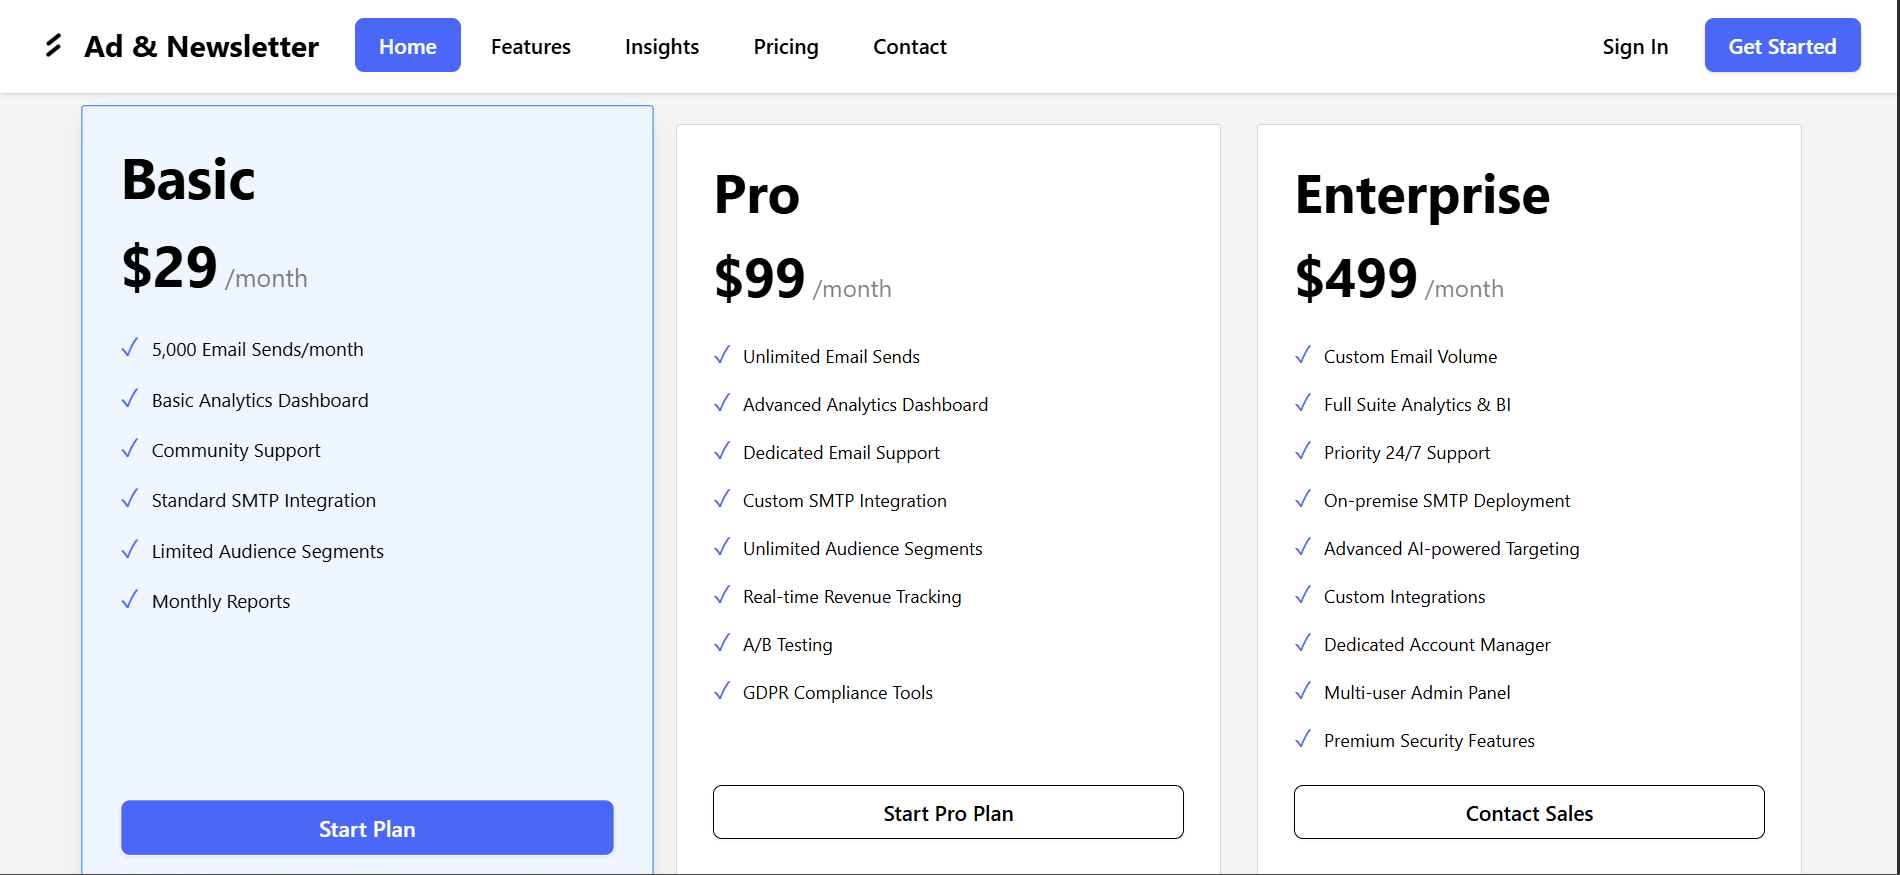 Ad & Newsletter
Home
Features
Insights
Pricing
Contact
Sign In
Get Started
Basic
$29 /month
5,000 Email Sends/month
Basic Analytics Dashboard
Community Support
Standard SMTP Integration
Limited Audience Segments
Monthly Reports
Start Plan
Pro
$99 /month
Unlimited Email Sends
Advanced Analytics Dashboard
Dedicated Email Support
Custom SMTP Integration
Unlimited Audience Segments
Real-time Revenue Tracking
A/B Testing
GDPR Compliance Tools
Start Pro Plan
Enterprise
$499 /month
Custom Email Volume
Full Suite Analytics & BI
Priority 24/7 Support
On-premise SMTP Deployment
Advanced AI-powered Targeting
Custom Integrations
Dedicated Account Manager
Multi-user Admin Panel
Premium Security Features
Contact Sales